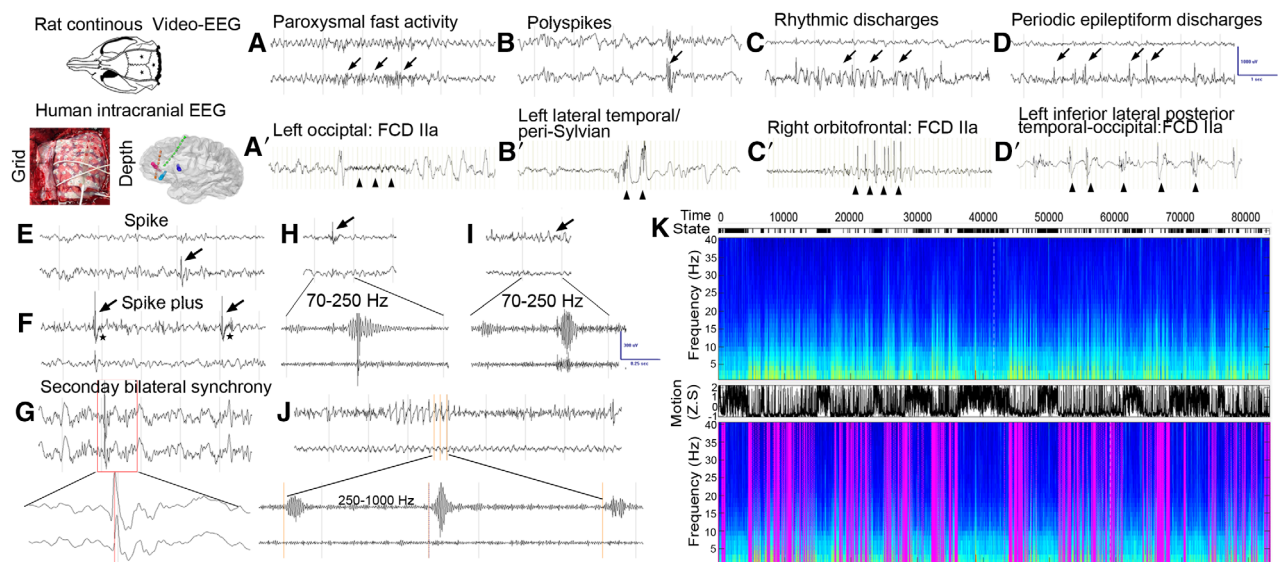 Rat continous Video-EEG
A Paroxysmal fast activity
B Polyspikes
C Rhythmic discharges
D Periodic epileptiform discharges
1000 uV
1 sec
Human intracranial EEG
Grid
Depth
A′ Left occiptal: FCD IIa
B′ Left lateral temporal/
peri-Sylvian
C′ Right orbitofrontal: FCD IIa
D′ Left inferior lateral posterior
temporal-occipital:FCD IIa
E Spike
F Spike plus
G Seconday bilateral synchrony
H
70-250 Hz
I
70-250 Hz
300 uV
0.25 sec
J
250-1000 Hz
K
Time 0 10000 20000 30000 40000 50000 60000 70000 80000
State
Frequency (Hz)
40
35
30
25
20
15
10
5
Motion
(Z.S)
2
1
0
-1
Frequency (Hz)
40
35
30
25
20
15
10
5